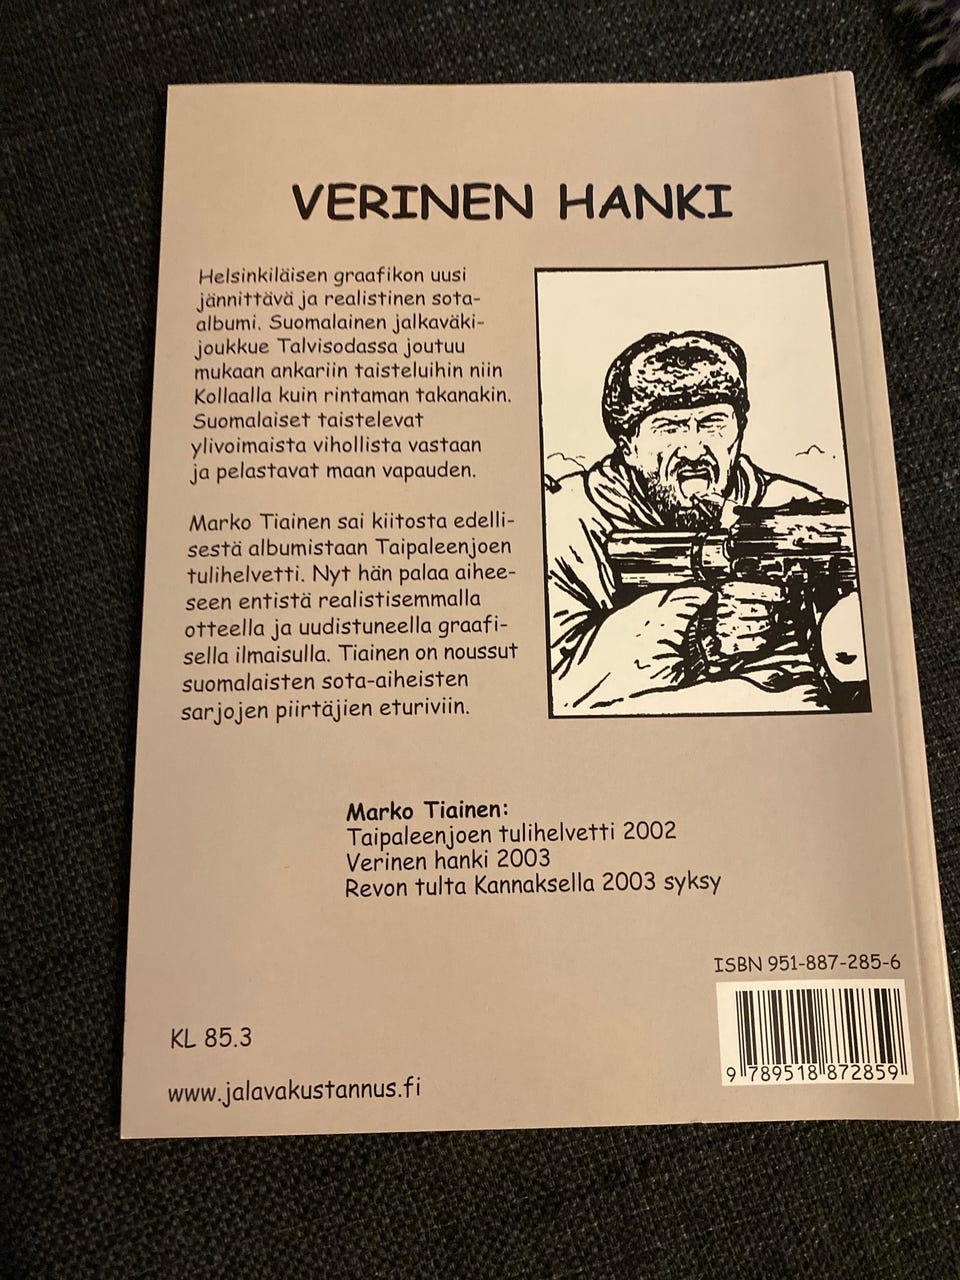 VERINEN HANKI
Helsinkiläisen graafikon uusi
jännittävä ja realistinen sota-
albumi. Suomalainen jalkaväki-
joukkue Talvisodassa joutuu
mukaan ankariin taisteluihin niin
Kollaalla kuin rintaman takanakin.
Suomalaiset taistelevat
ylivoimaista vihollista vastaan
ja pelastavat maan vapauden.
Marko Tiainen sai kiitosta edelli-
sestä albumistaan Taipaleenjoen
tulihelvetti. Nyt hän palaa aihee-
seen entistä realistisemmalla
otteella ja uudistuneella graafi-
sella ilmaisulla. Tiainen on noussut
suomalaisten sota-aiheisten
sarjojen piirtäjien eturiviin.
Marko Tiainen:
Taipaleenjoen tulihelvetti 2002
Verinen hanki 2003
Revon tulta Kannaksella 2003 syksy
ISBN 951-887-285-6
9 789518 872859
KL 85.3
www.jalavakustannus.fi